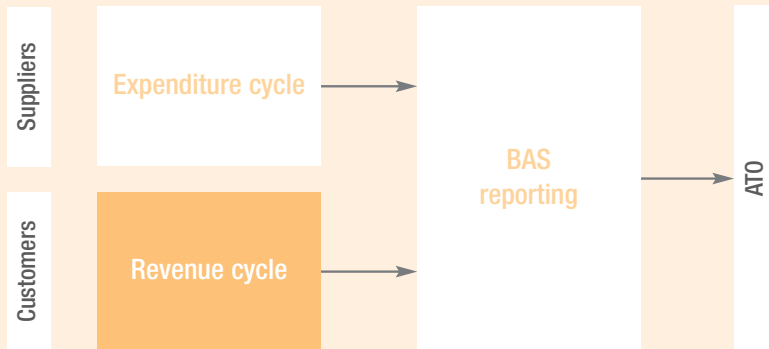 Suppliers
Expenditure cycle
BAS
reporting
ATO
Customers
Revenue cycle